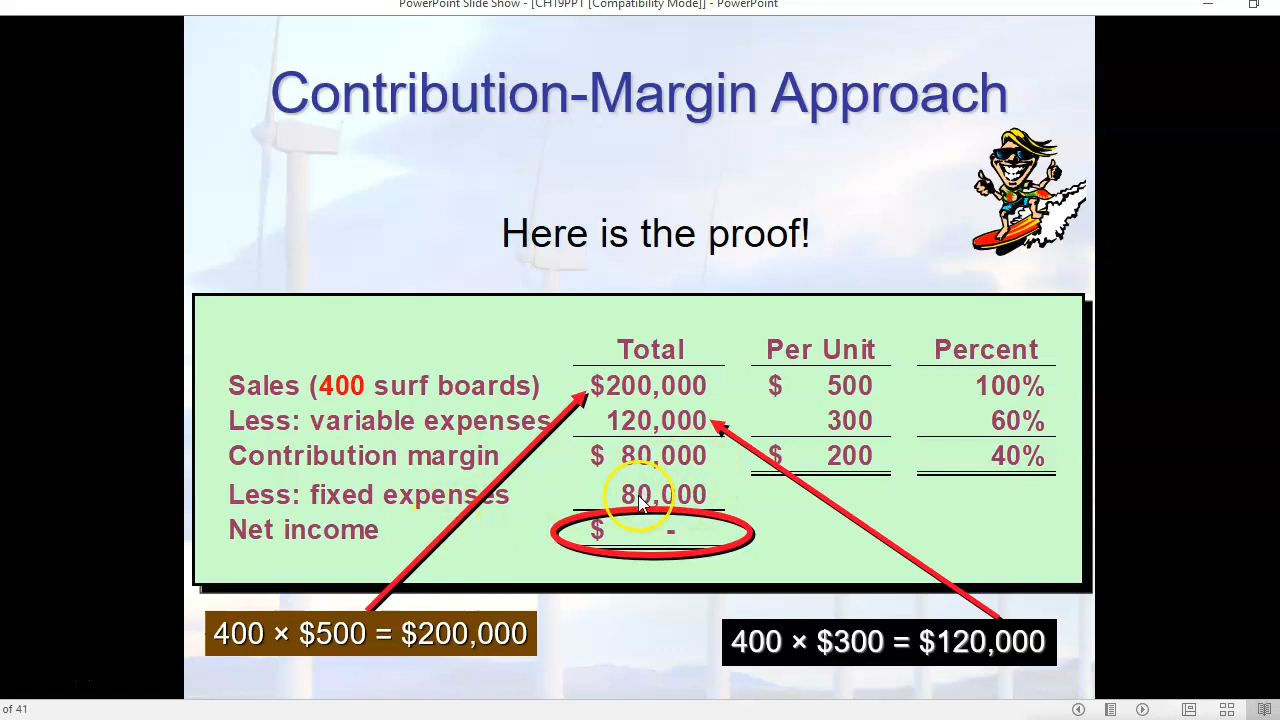 PowerPoint Slide Show - [CH19PPT [Compatibility Mode]] - PowerPoint
Contribution-Margin Approach
Here is the proof!
Total Per Unit Percent
Sales (400 surf boards) $200,000 $ 500 100%
Less: variable expenses 120,000 300 60%
Contribution margin $ 80,000 $ 200 40%
Less: fixed expenses 80,000
Net income $ -
400 × $500 = $200,000
400 × $300 = $120,000
of 41